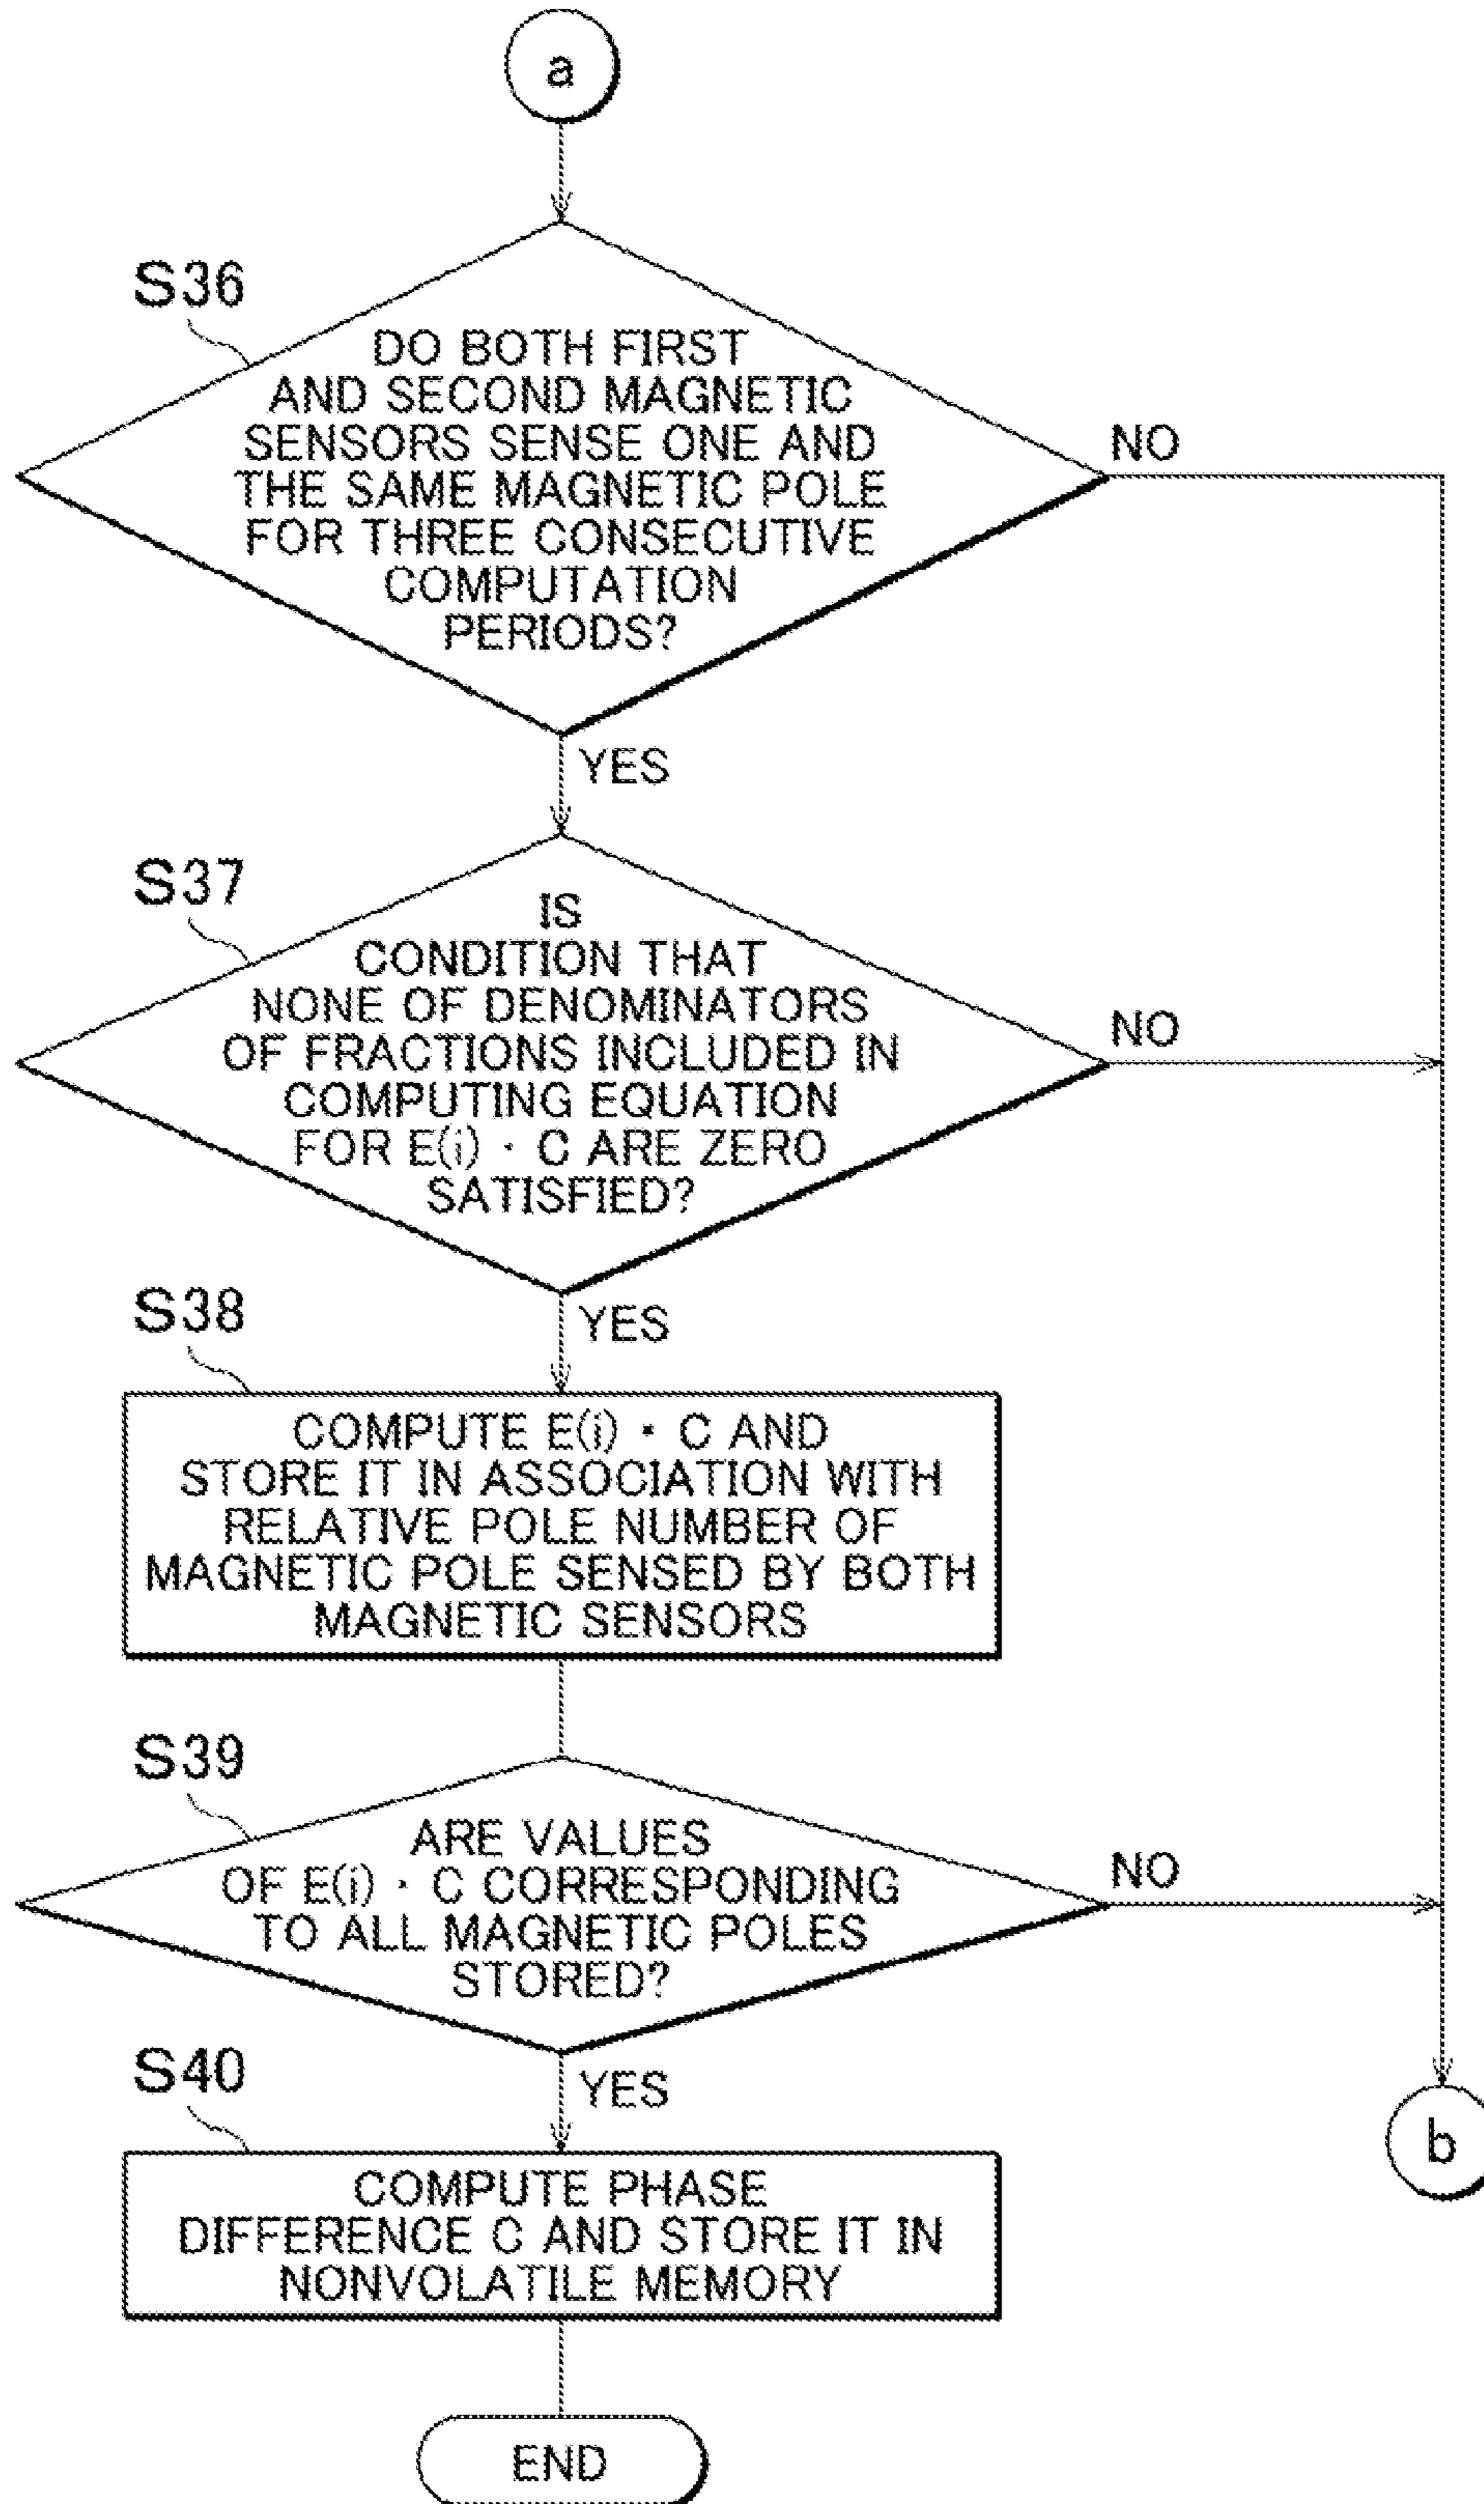 a
S36
DO BOTH FIRST
AND SECOND MAGNETIC
SENSORS SENSE ONE AND
THE SAME MAGNETIC POLE
FOR THREE CONSECUTIVE
COMPUTATION
PERIODS?
NO
YES
S37
IS
CONDITION THAT
NONE OF DENOMINATORS
OF FRACTIONS INCLUDED IN
COMPUTING EQUATION
FOR E(i) · C ARE ZERO
SATISFIED?
NO
YES
S38
COMPUTE E(i) · C AND
STORE IT IN ASSOCIATION WITH
RELATIVE POLE NUMBER OF
MAGNETIC POLE SENSED BY BOTH
MAGNETIC SENSORS
S39
ARE VALUES
OF E(i) · C CORRESPONDING
TO ALL MAGNETIC POLES
STORED?
NO
YES
S40
COMPUTE PHASE
DIFFERENCE C AND STORE IT IN
NONVOLATILE MEMORY
b
END